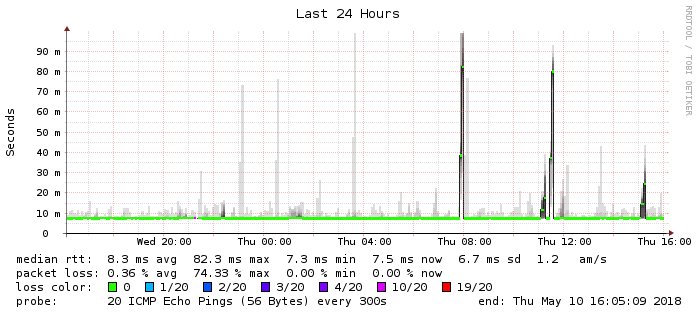 Last 24 Hours
RRDTOOL / TOBI OETIKER
Seconds
90 m
80 m
70 m
60 m
50 m
40 m
30 m
20 m
10 m
0
Wed 20:00 Thu 00:00 Thu 04:00 Thu 08:00 Thu 12:00 Thu 16:00
median rtt: 8.3 ms avg 82.3 ms max 7.3 ms min 7.5 ms now 6.7 ms sd 1.2 am/s
packet loss: 0.36 % avg 74.33 % max 0.00 % min 0.00 % now
loss color: 0 1/20 2/20 3/20 4/20 10/20 19/20
probe: 20 ICMP Echo Pings (56 Bytes) every 300s end: Thu May 10 16:05:09 2018